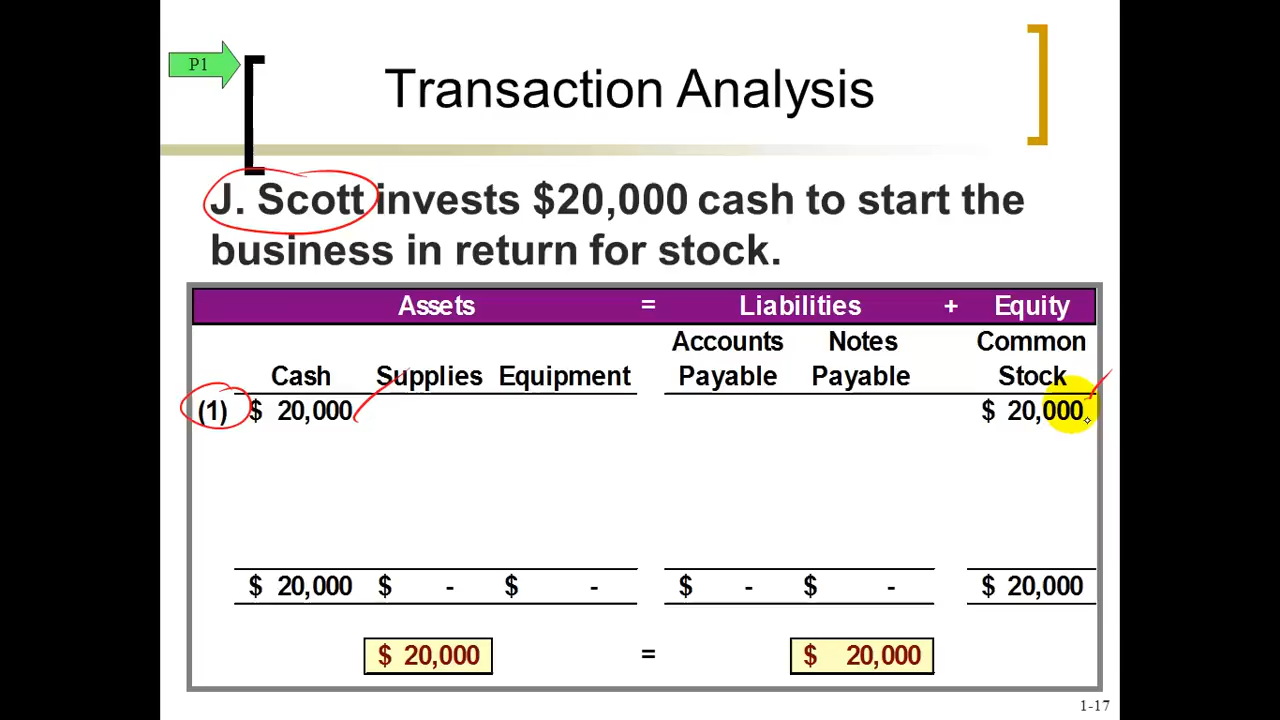 P1
Transaction Analysis
J. Scott invests $20,000 cash to start the
business in return for stock.
Assets = Liabilities + Equity
Accounts Notes Common
Cash Supplies Equipment Payable Payable Stock
(1) $ 20,000 $ 20,000
$ 20,000 $ - $ - $ - $ - $ 20,000
$ 20,000 = $ 20,000
1-17